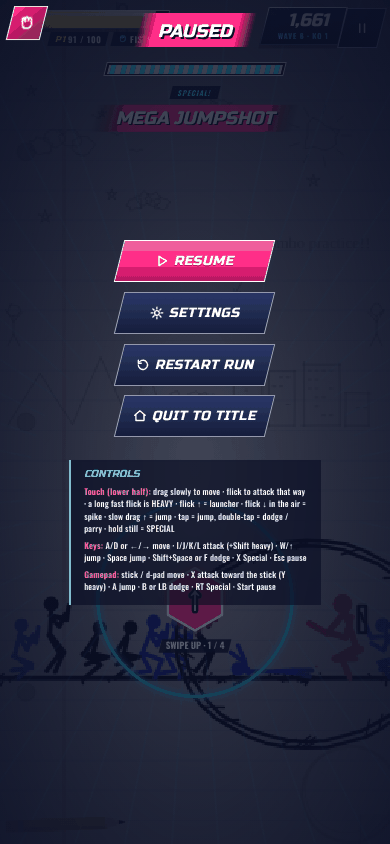 PAUSED
91 / 100
1,661
WAVE 6 · NO 1
SPECIAL!
MEGA JUMPSHOT
RESUME
SETTINGS
RESTART RUN
QUIT TO TITLE
CONTROLS
Touch (lower half): drag slowly to move · flick to attack that way
· a long fast flick is HEAVY · flick ↑ = launcher · flick ↓ in the air =
spike · slow drag ↑ = jump · tap = jump, double-tap = dodge /
parry · hold still = SPECIAL
Keys: A/D or ←/→ move · I/J/K/L attack (+Shift heavy) · W/↑
jump · Space jump · Shift+Space or F dodge · X Special · Esc pause
Gamepad: stick / d-pad move · X attack toward the stick (Y
heavy) · A jump · B or LB dodge · RT Special · Start pause
SWIPE UP · 1 / 4